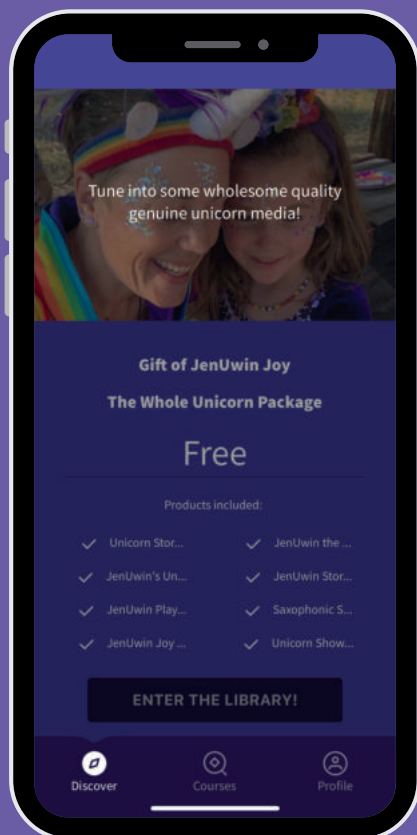 Tune into some wholesome quality
genuine unicorn media!
Gift of JenUwin Joy
The Whole Unicorn Package
Free
Products included:
Unicorn Stor...
JenUwin the ...
JenUwin's Un...
JenUwin Stor...
JenUwin Play...
Saxophonic S...
JenUwin Joy ...
Unicorn Show...
ENTER THE LIBRARY!
Discover
Courses
Profile